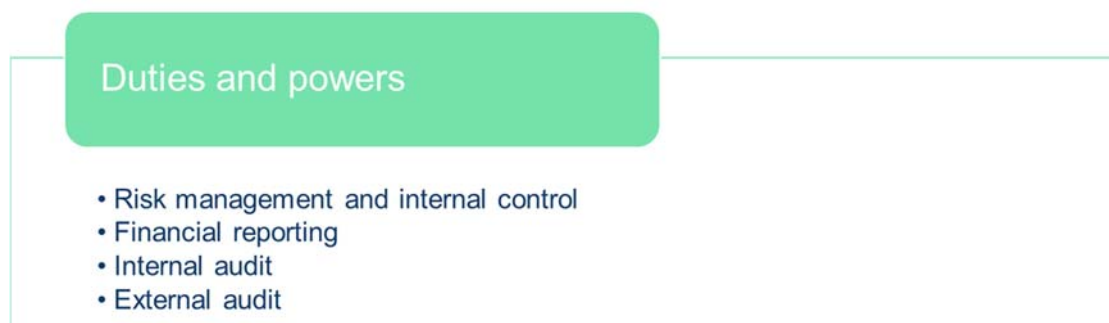 Duties and powers
• Risk management and internal control
• Financial reporting
• Internal audit
• External audit